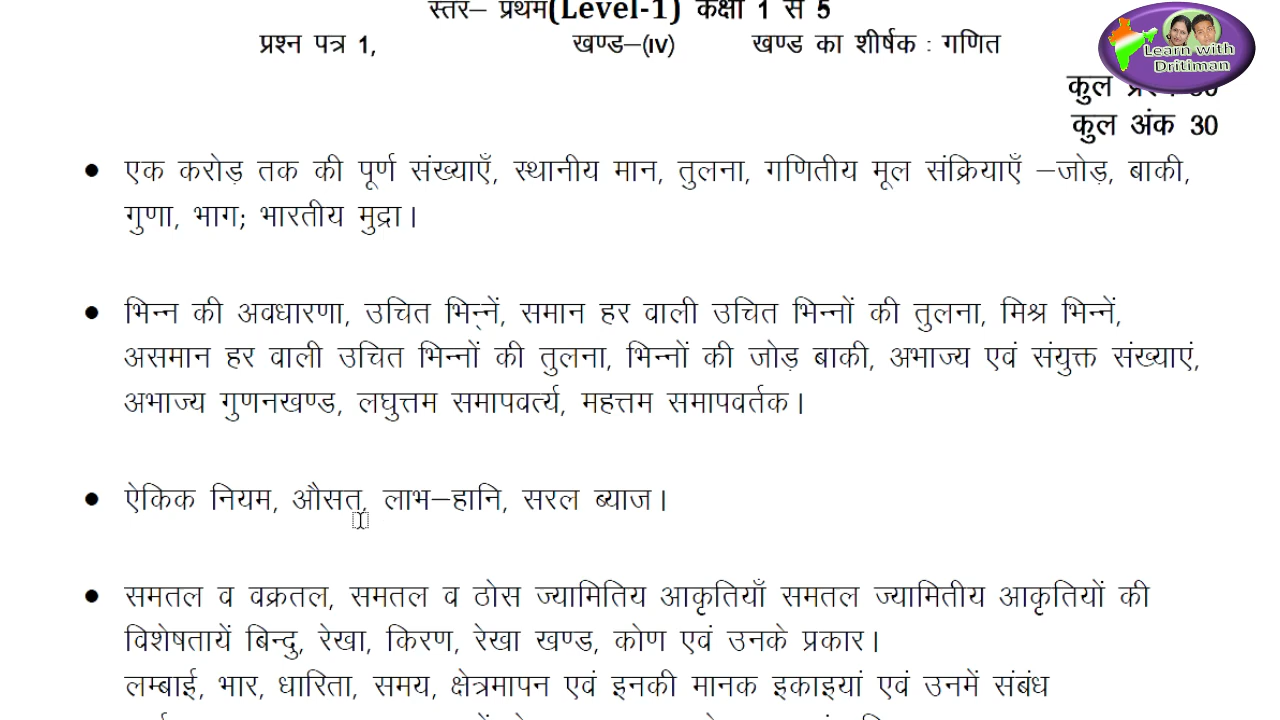 स्तर– प्रथम(Level-1) कक्षा 1 से 5
प्रश्न पत्र 1, खण्ड–(IV) खण्ड का शीर्षक : गणित
Learn with
Dritiman
कुल
कुल अंक 30
• एक करोड़ तक की पूर्ण संख्याएँ, स्थानीय मान, तुलना, गणितीय मूल संक्रियाएँ –जोड़, बाकी,
गुणा, भाग; भारतीय मुद्रा।
• भिन्न की अवधारणा, उचित भिन्नें, समान हर वाली उचित भिन्नों की तुलना, मिश्र भिन्नें,
असमान हर वाली उचित भिन्नों की तुलना, भिन्नों की जोड़ बाकी, अभाज्य एवं संयुक्त संख्याएं,
अभाज्य गुणनखण्ड, लघुत्तम समापवर्त्य, महत्तम समापवर्तक।
• ऐकिक नियम, औसत, लाभ–हानि, सरल ब्याज।
• समतल व वक्रतल, समतल व ठोस ज्यामितिय आकृतियाँ समतल ज्यामितीय आकृतियों की
विशेषतायें बिन्दु, रेखा, किरण, रेखा खण्ड, कोण एवं उनके प्रकार।
लम्बाई, भार, धारिता, समय, क्षेत्रमापन एवं इनकी मानक इकाइयां एवं उनमें संबंध